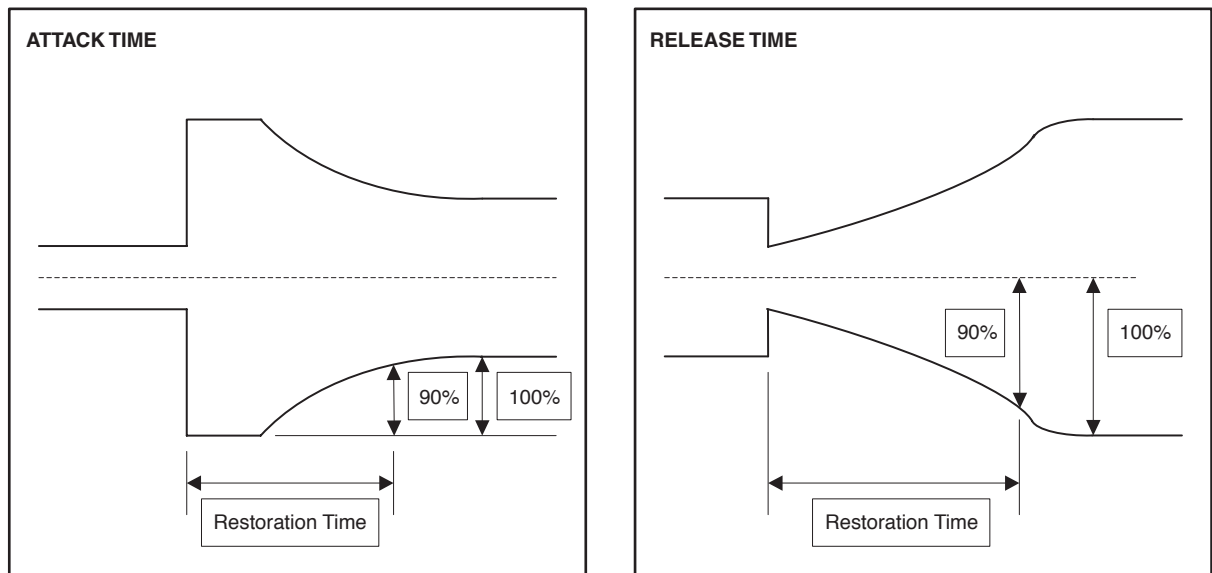 ATTACK TIME
90%
100%
Restoration Time
RELEASE TIME
90%
100%
Restoration Time